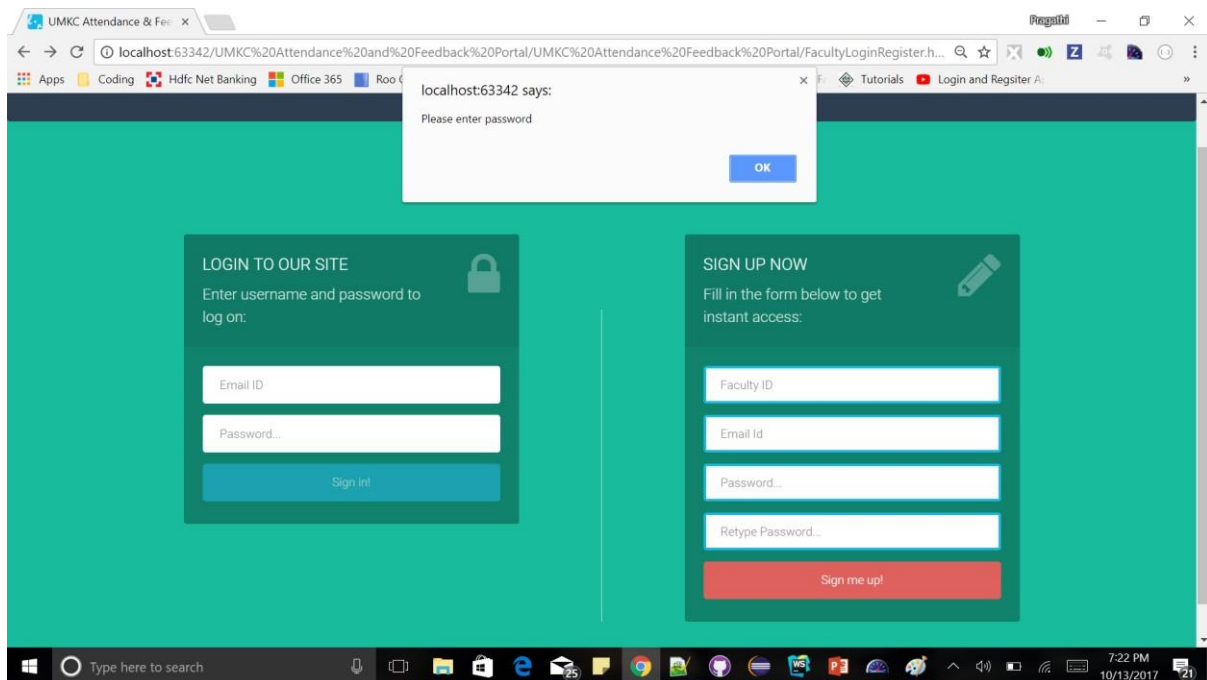 UMKC Attendance & Fee
Pragathi
localhost:63342/UMKC%20Attendance%20and%20Feedback%20Portal/UMKC%20Attendance%20Feedback%20Portal/FacultyLoginRegister.h...
Apps Coding Hdfc Net Banking Office 365 Roo Tutorials Login and Regsiter A
localhost:63342 says:
Please enter password
OK
LOGIN TO OUR SITE
Enter username and password to
log on:
Email ID
Password...
Sign in!
SIGN UP NOW
Fill in the form below to get
instant access:
Faculty ID
Email Id
Password...
Retype Password...
Sign me up!
Type here to search
25
WS
7:22 PM
10/13/2017
21